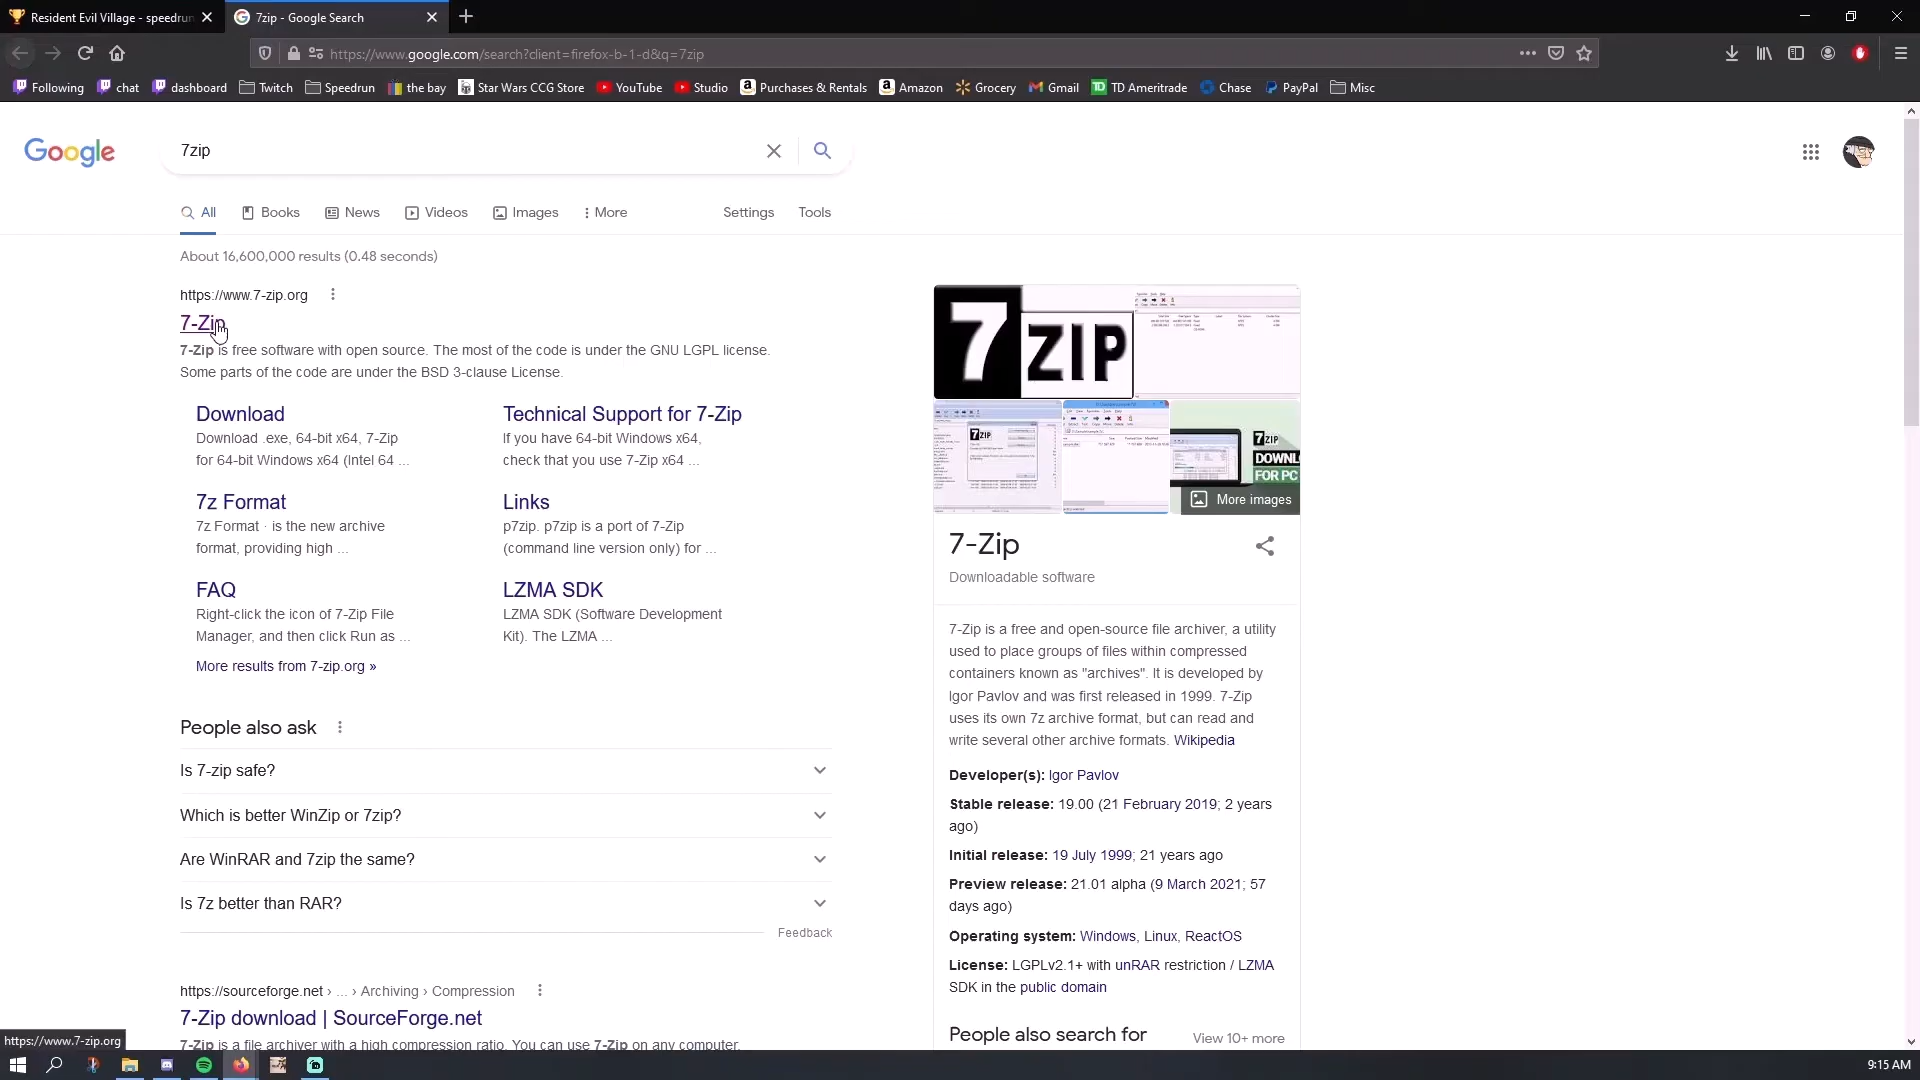 Resident Evil Village - speedrun
7zip - Google Search
https://www.google.com/search?client=firefox-b-1-d&q=7zip
Following
chat
dashboard
Twitch
Speedrun
the bay
Star Wars CCG Store
YouTube
Studio
Purchases & Rentals
Amazon
Grocery
Gmail
TD Ameritrade
Chase
PayPal
Misc
Google
7zip
All
Books
News
Videos
Images
More
Settings
Tools
About 16,600,000 results (0.48 seconds)
https://www.7-zip.org
7-Zip
7-Zip is free software with open source. The most of the code is under the GNU LGPL license.
Some parts of the code are under the BSD 3-clause License.
Download
Download .exe, 64-bit x64, 7-Zip
for 64-bit Windows x64 (Intel 64 ...
Technical Support for 7-Zip
If you have 64-bit Windows x64,
check that you use 7-Zip x64 ...
7z Format
7z Format · is the new archive
format, providing high ...
Links
p7zip. p7zip is a port of 7-Zip
(command line version only) for ...
FAQ
Right-click the icon of 7-Zip File
Manager, and then click Run as ...
LZMA SDK
LZMA SDK (Software Development
Kit). The LZMA ...
More results from 7-zip.org »
People also ask
Is 7-zip safe?
Which is better WinZip or 7zip?
Are WinRAR and 7zip the same?
Is 7z better than RAR?
Feedback
https://sourceforge.net › ... › Archiving › Compression
7-Zip download | SourceForge.net
7-Zip is a file archiver with a high compression ratio. You can use 7-Zip on any computer,
7 ZIP
7 ZIP
7 ZIP
DOWNL
FOR PC
More images
7-Zip
Downloadable software
7-Zip is a free and open-source file archiver, a utility
used to place groups of files within compressed
containers known as "archives". It is developed by
Igor Pavlov and was first released in 1999. 7-Zip
uses its own 7z archive format, but can read and
write several other archive formats. Wikipedia
Developer(s): Igor Pavlov
Stable release: 19.00 (21 February 2019; 2 years
ago)
Initial release: 19 July 1999; 21 years ago
Preview release: 21.01 alpha (9 March 2021; 57
days ago)
Operating system: Windows, Linux, ReactOS
License: LGPLv2.1+ with unRAR restriction / LZMA
SDK in the public domain
People also search for
View 10+ more
https://www.7-zip.org
9:15 AM